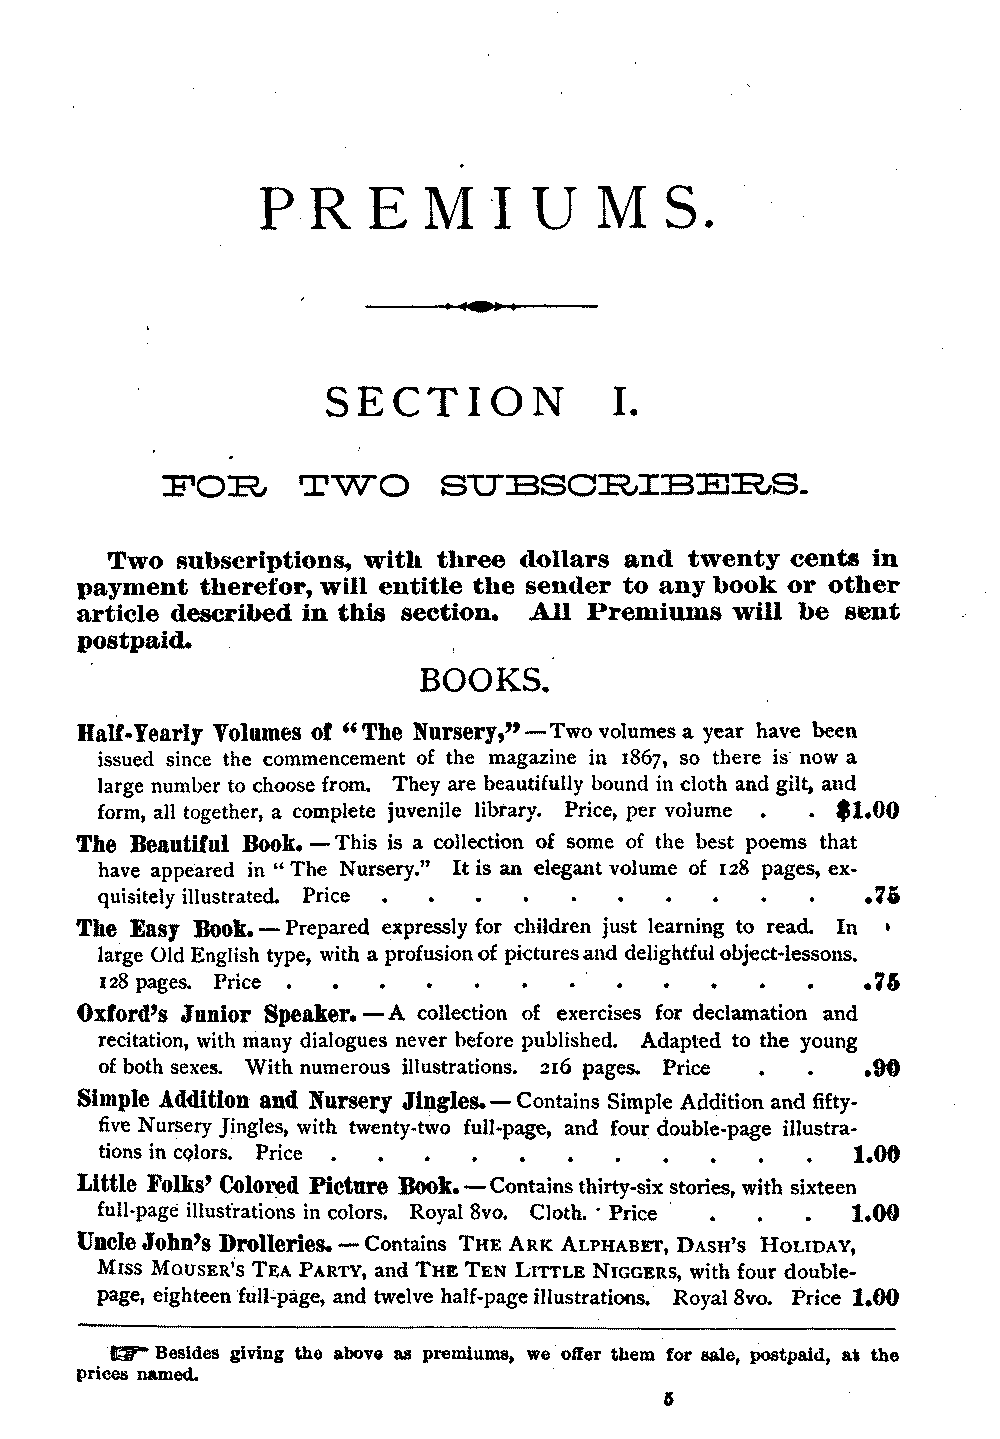 PREMIUMS.
SECTION I.
FOR TWO SUBSCRIBERS.
Two subscriptions, with three dollars and twenty cents in
payment therefor, will entitle the sender to any book or other
article described in this section. All Premiums will be sent
postpaid.
BOOKS.
Half-Yearly Volumes of “The Nursery,”—Two volumes a year have been
issued since the commencement of the magazine in 1867, so there is now a
large number to choose from. They are beautifully bound in cloth and gilt, and
form, all together, a complete juvenile library. Price, per volume . . $1.00
The Beautiful Book.—This is a collection of some of the best poems that
have appeared in “The Nursery.” It is an elegant volume of 128 pages, ex-
quisitely illustrated. Price . . . . . . . . . . .75
The Easy Book.—Prepared expressly for children just learning to read. In
large Old English type, with a profusion of pictures and delightful object-lessons.
128 pages. Price . . . . . . . . . . . . .75
Oxford’s Junior Speaker.—A collection of exercises for declamation and
recitation, with many dialogues never before published. Adapted to the young
of both sexes. With numerous illustrations. 216 pages. Price . . .90
Simple Addition and Nursery Jingles.—Contains Simple Addition and fifty-
five Nursery Jingles, with twenty-two full-page, and four double-page illustra-
tions in colors. Price . . . . . . . . . . . 1.00
Little Folks’ Colored Picture Book.—Contains thirty-six stories, with sixteen
full-page illustrations in colors. Royal 8vo. Cloth. Price . . . 1.00
Uncle John’s Drolleries.—Contains THE ARK ALPHABET, DASH’S HOLIDAY,
MISS MOUSER’S TEA PARTY, and THE TEN LITTLE NIGGERS, with four double-
page, eighteen full-page, and twelve half-page illustrations. Royal 8vo. Price 1.00
☞ Besides giving the above as premiums, we offer them for sale, postpaid, at the
prices named.
5